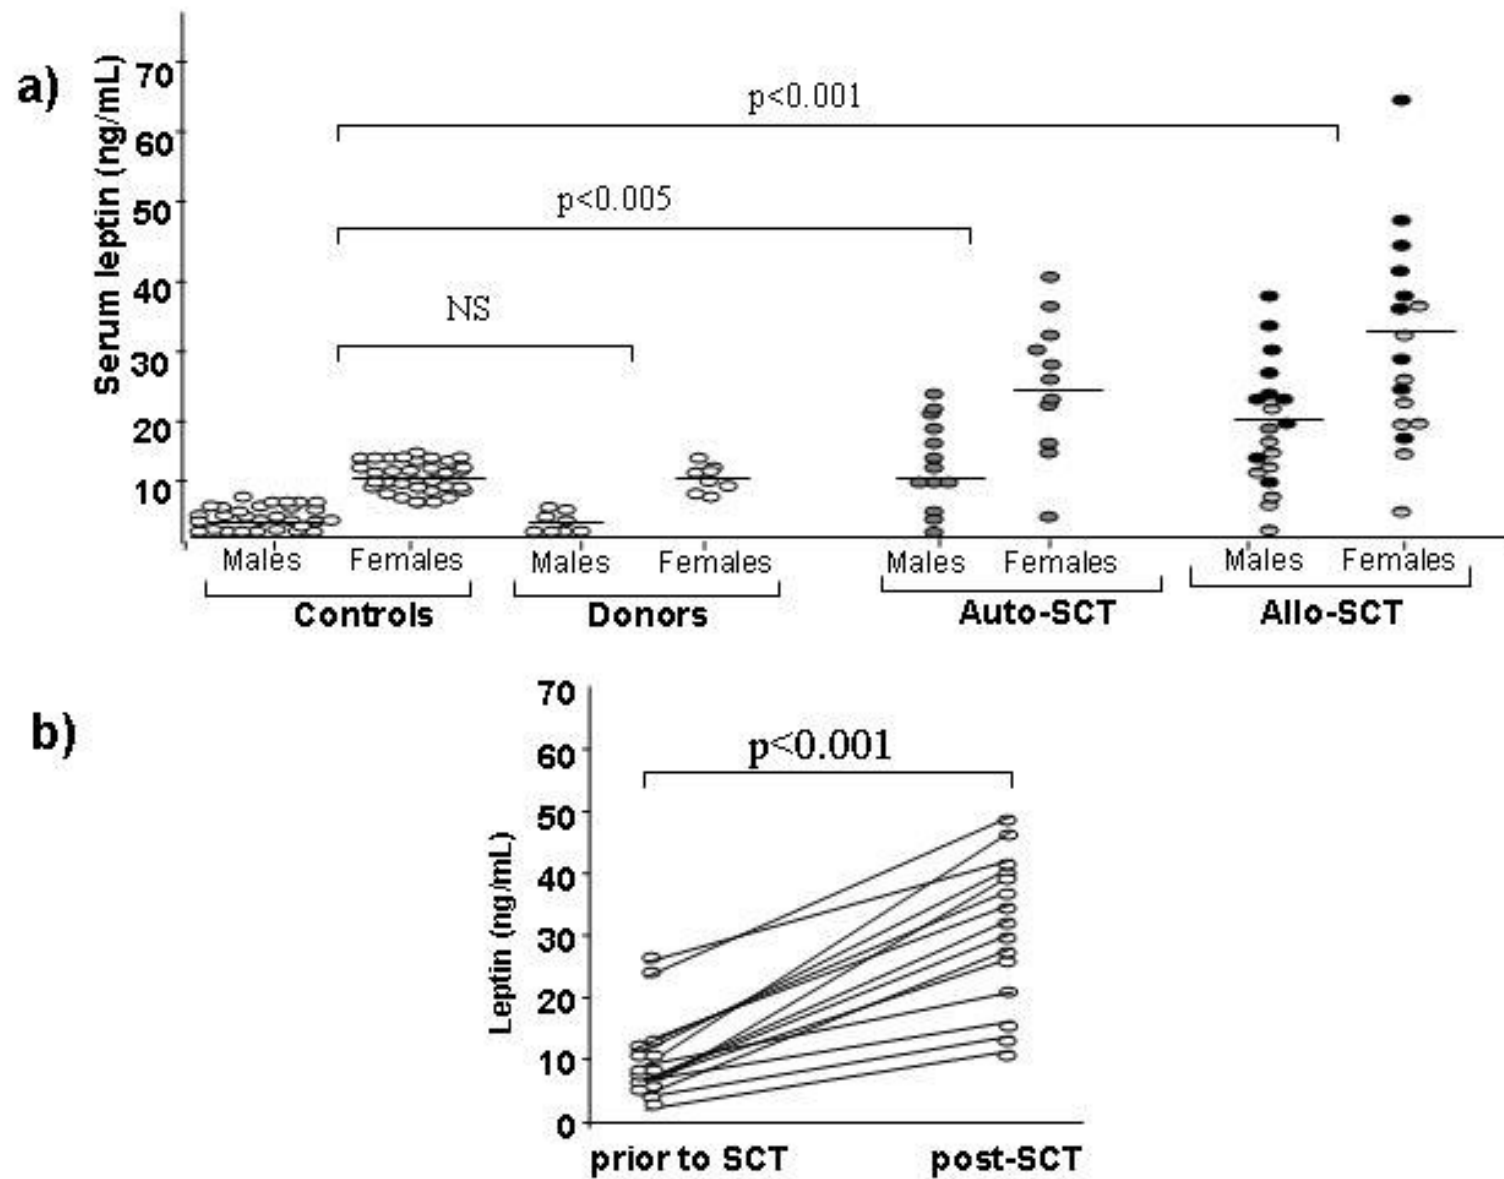 a)
Serum leptin (ng/mL)
70
60
50
40
30
20
10
p<0.001
p<0.005
NS
Males Females Males Females Males Females Males Females
Controls Donors Auto-SCT Allo-SCT
b)
Leptin (ng/mL)
70
60
50
40
30
20
10
0
p<0.001
prior to SCT post-SCT